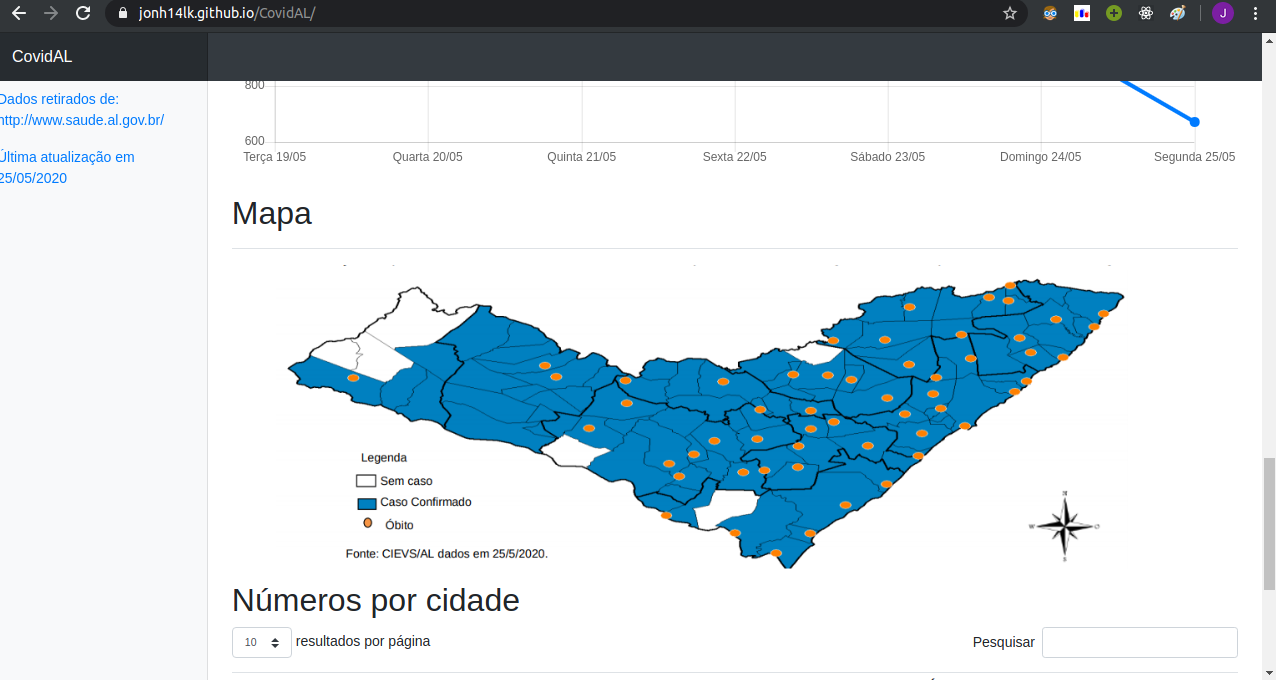 jonh14lk.github.io/CovidAL/
J
CovidAL
Dados retirados de:
http://www.saude.al.gov.br/
Última atualização em
25/05/2020
800
600
Terça 19/05
Quarta 20/05
Quinta 21/05
Sexta 22/05
Sábado 23/05
Domingo 24/05
Segunda 25/05
Mapa
Legenda
Sem caso
Caso Confirmado
Óbito
Fonte: CIEVS/AL dados em 25/5/2020.
N
W
O
S
Números por cidade
10 resultados por página
Pesquisar